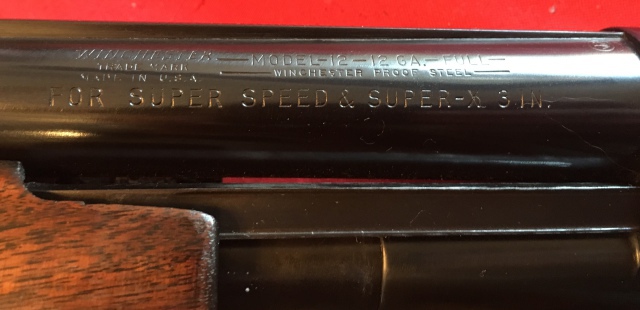 WINCHESTER
TRADE MARK
MADE IN U.S.A.
—MODEL-12-12 GA.-FULL—
WINCHESTER PROOF STEEL
FOR SUPER SPEED & SUPER-X 3 IN.